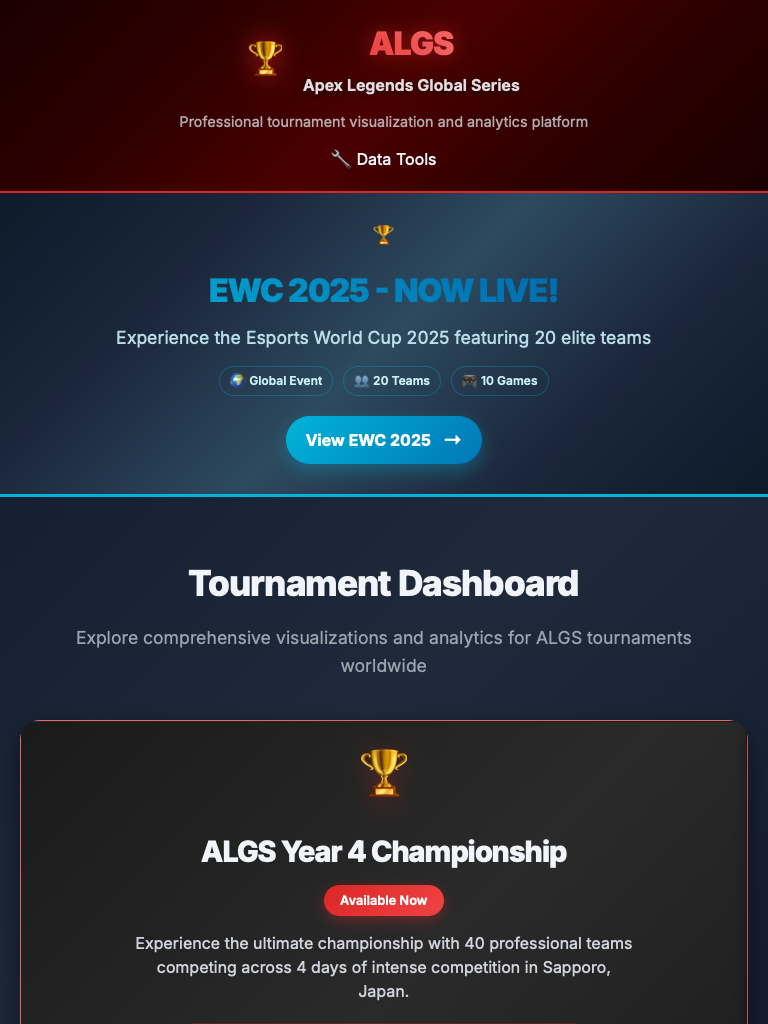 ALGS
Apex Legends Global Series
Professional tournament visualization and analytics platform
Data Tools
EWC 2025 - NOW LIVE!
Experience the Esports World Cup 2025 featuring 20 elite teams
Global Event
20 Teams
10 Games
View EWC 2025 →
Tournament Dashboard
Explore comprehensive visualizations and analytics for ALGS tournaments
worldwide
ALGS Year 4 Championship
Available Now
Experience the ultimate championship with 40 professional teams
competing across 4 days of intense competition in Sapporo,
Japan.